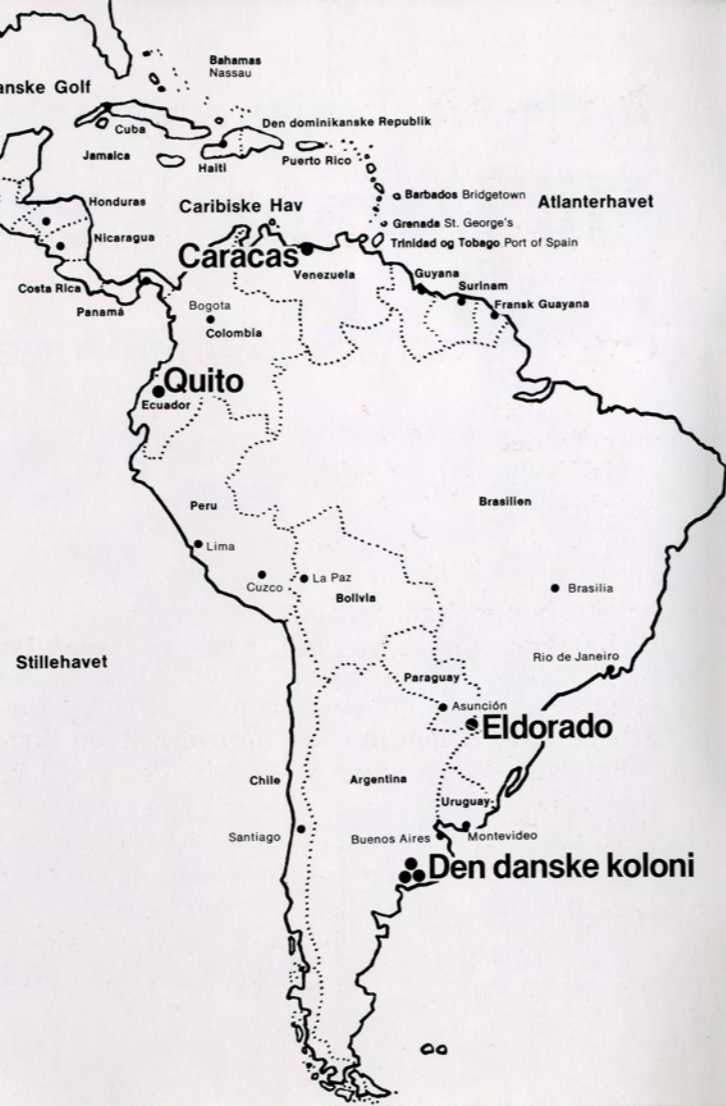 Bahamas
Nassau
anske Golf
Cuba
Den dominikanske Republik
Jamaica
Haiti
Puerto Rico
Honduras
Caribiske Hav
Barbados Bridgetown
Atlanterhavet
Grenada St. George's
Nicaragua
Trinidad og Tobago Port of Spain
Caracas
Venezuela
Guyana
Costa Rica
Surinam
Panamá
Bogota
Fransk Guayana
Colombia
Quito
Ecuador
Peru
Brasilien
Lima
Cuzco
La Paz
Bolivia
Brasilia
Stillehavet
Rio de Janeiro
Paraguay
Asunción
Eldorado
Chile
Argentina
Uruguay
Santiago
Buenos Aires
Montevideo
Den danske koloni